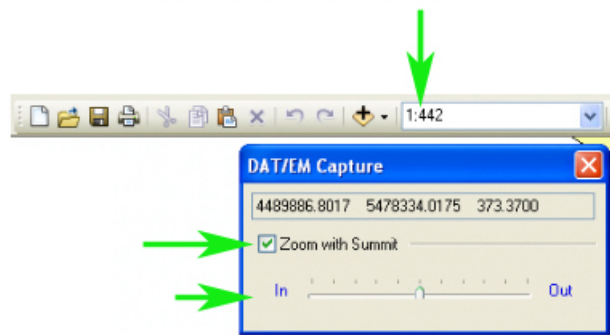 1:442
DAT/EM Capture
4489886.8017 5478334.0175 373.3700
Zoom with Summit
In Out